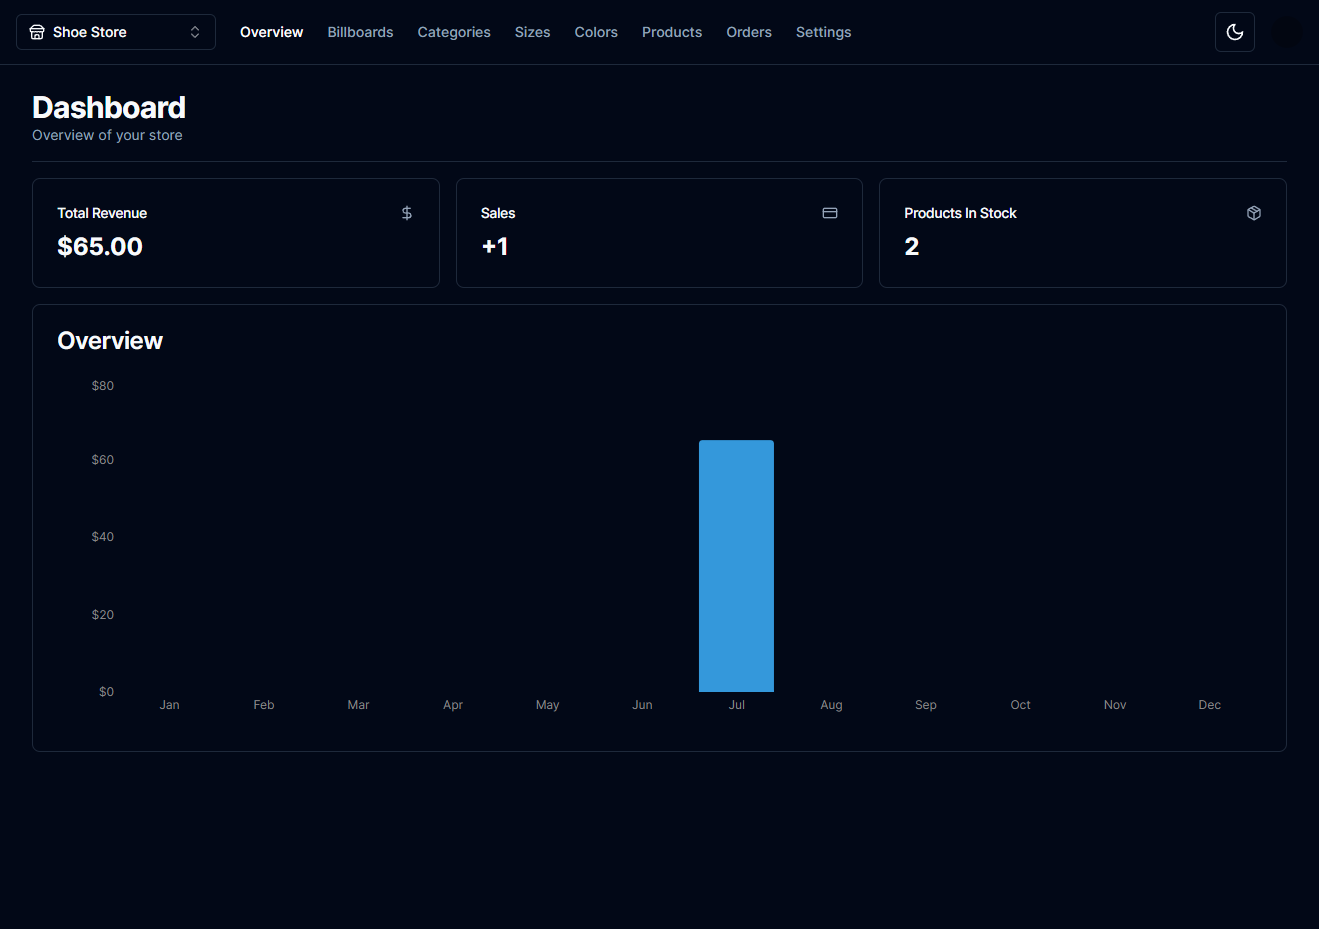 Shoe Store Overview Billboards Categories Sizes Colors Products Orders Settings
Dashboard
Overview of your store
Total Revenue
$65.00
Sales
+1
Products In Stock
2
Overview
$80
$60
$40
$20
$0
Jan Feb Mar Apr May Jun Jul Aug Sep Oct Nov Dec